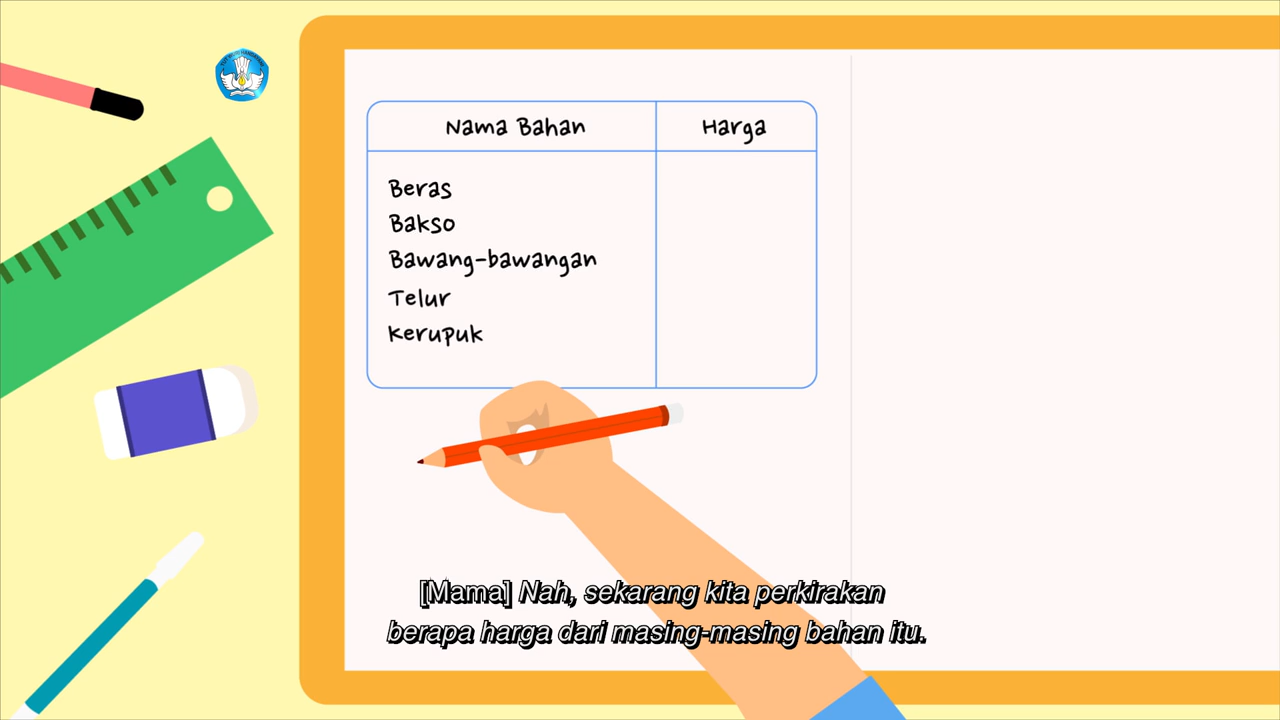 Nama Bahan
Harga
Beras
Bakso
Bawang-bawangan
Telur
Kerupuk
[Mama] Nah, sekarang kita perkirakan
berapa harga dari masing-masing bahan itu.